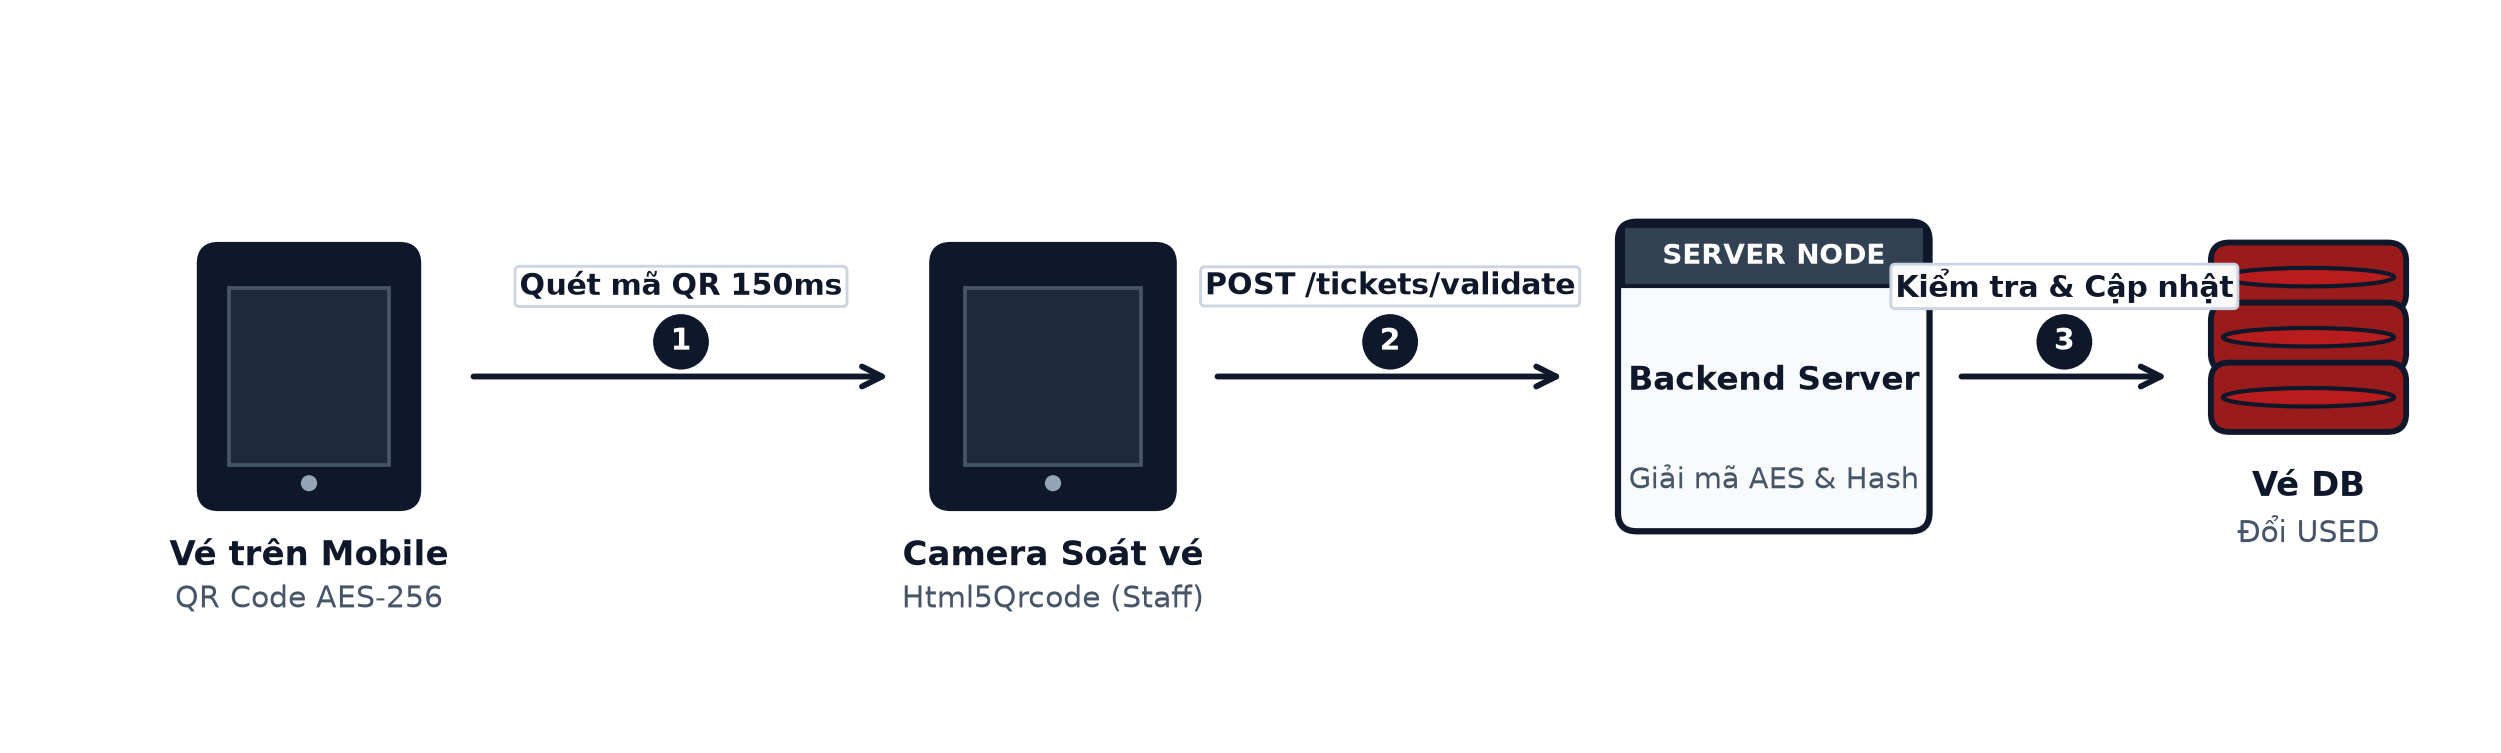 Quét mã QR 150ms
1
POST /tickets/validate
2
SERVER NODE
Kiểm tra & Cập nhật
3
Backend Server
Giải mã AES & Hash
Vé trên Mobile
QR Code AES-256
Camera Soát vé
Html5Qrcode (Staff)
Vé DB
Đổi USED